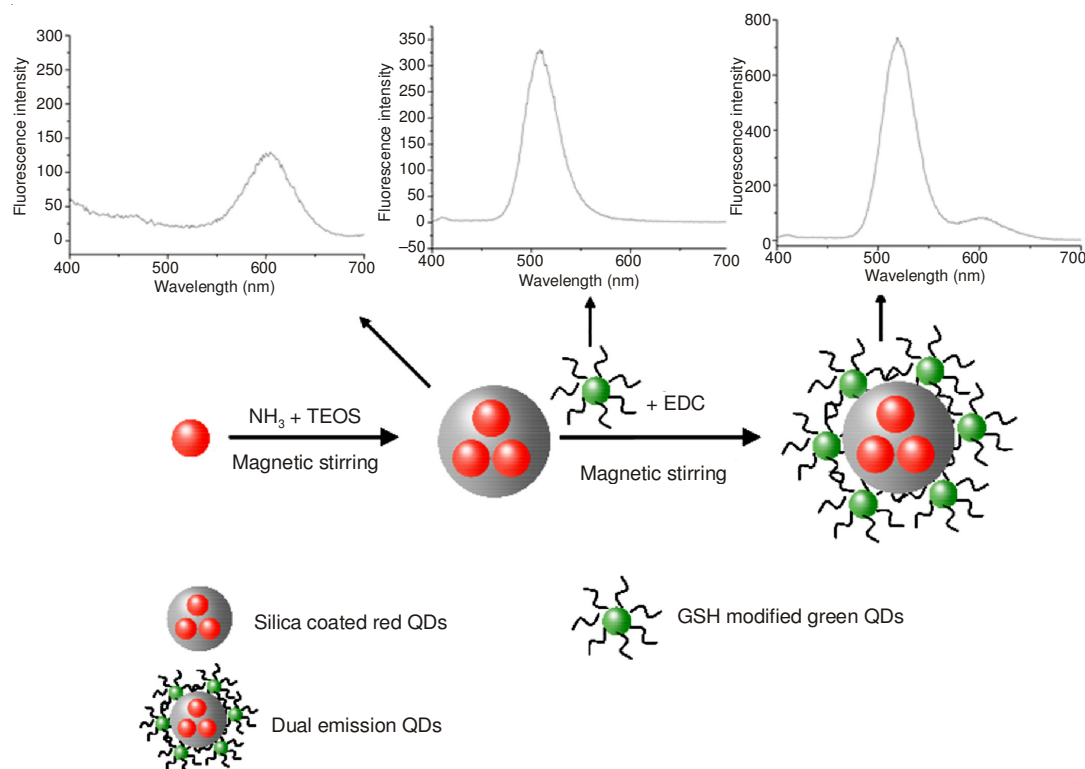 300
250
200
150
100
50
0
Fluorescence intensity
400 500 600 700
Wavelength (nm)
350
300
250
200
150
100
50
0
–50
Fluorescence intensity
400 500 600 700
Wavelength (nm)
800
600
400
200
0
Fluorescence intensity
400 500 600 700
Wavelength (nm)
NH₃ + TEOS
Magnetic stirring
+ EDC
Magnetic stirring
Silica coated red QDs
GSH modified green QDs
Dual emission QDs